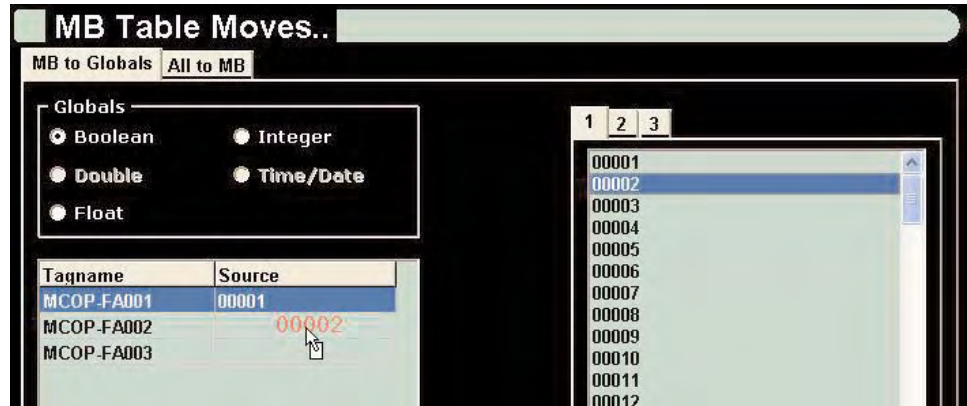 MB Table Moves..
MB to Globals All to MB
Globals
Boolean Integer
Double Time/Date
Float
Tagname Source
MCOP-FA001 00001
MCOP-FA002 00002
MCOP-FA003
1 2 3
00001
00002
00003
00004
00005
00006
00007
00008
00009
00010
00011
00012